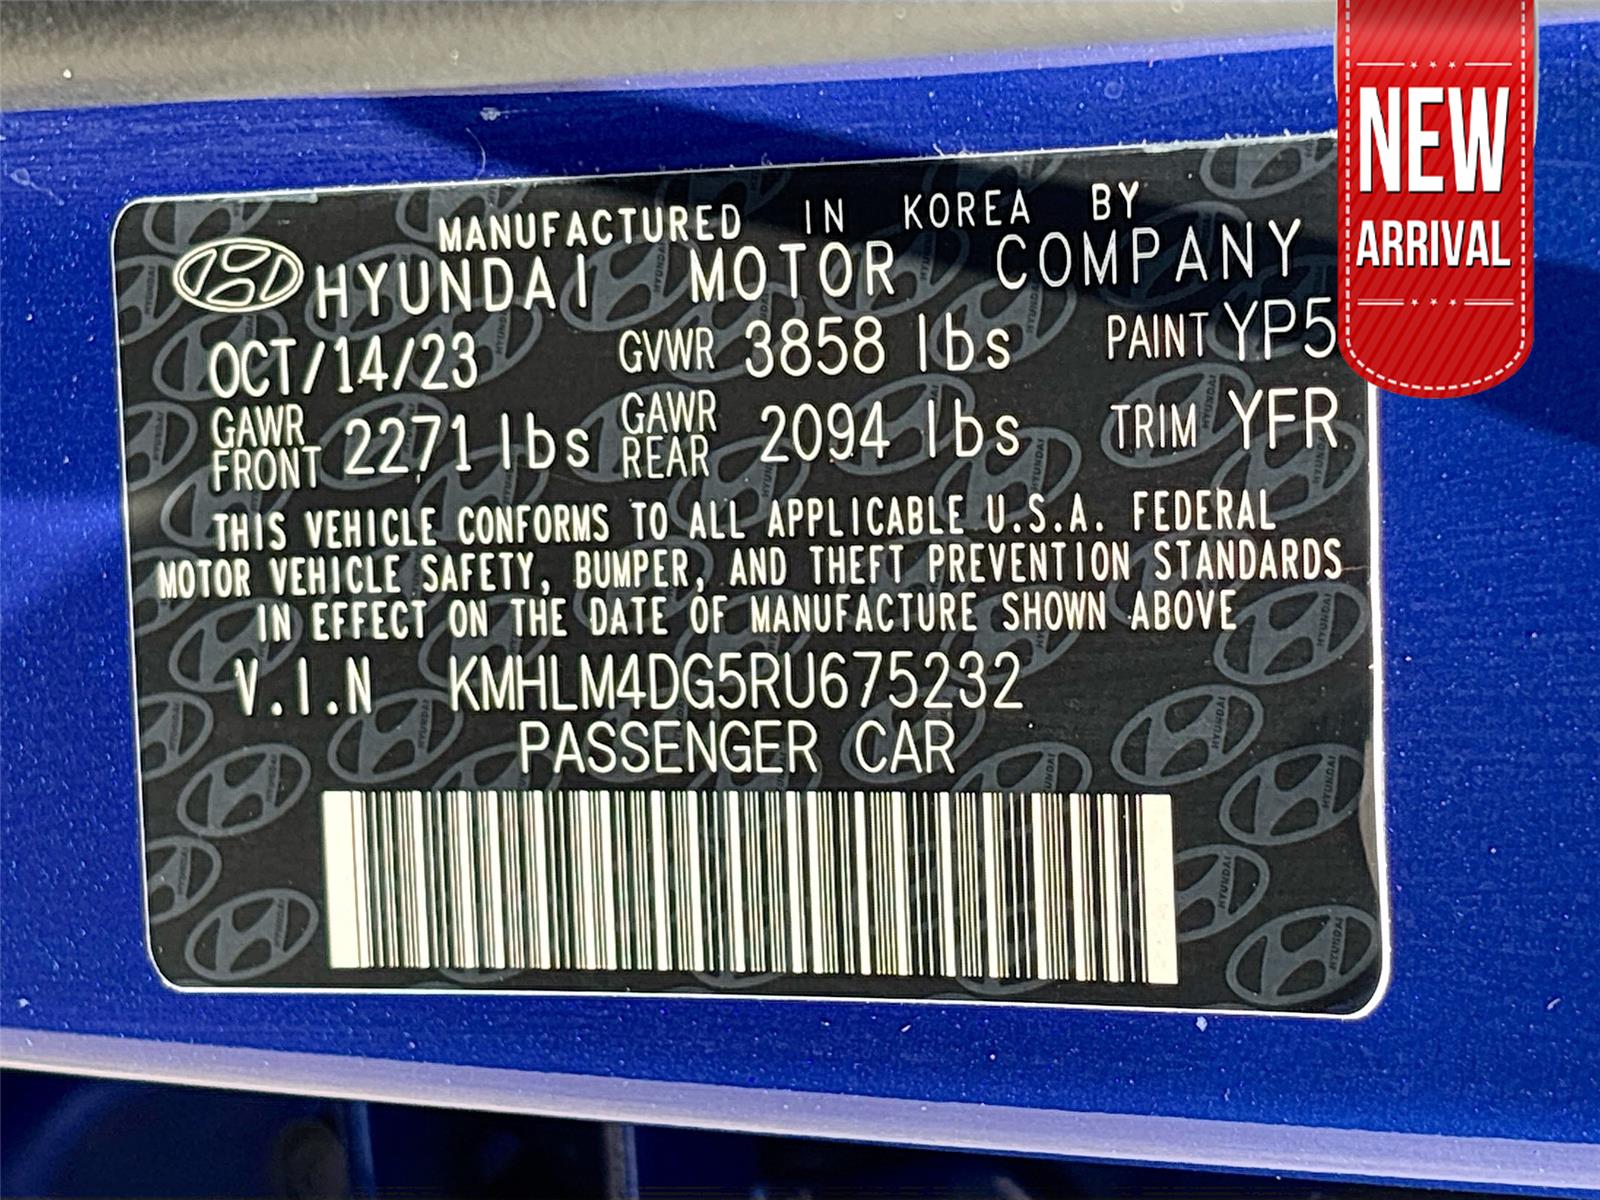 NEW
ARRIVAL
MANUFACTURED IN KOREA BY
HYUNDAI MOTOR COMPANY
OCT/14/23 GVWR 3858 lbs PAINT YP5
GAWR FRONT 2271 lbs GAWR REAR 2094 lbs TRIM YFR
THIS VEHICLE CONFORMS TO ALL APPLICABLE U.S.A. FEDERAL
MOTOR VEHICLE SAFETY, BUMPER, AND THEFT PREVENTION STANDARDS
IN EFFECT ON THE DATE OF MANUFACTURE SHOWN ABOVE
V.I.N KMHLM4DG5RU675232
PASSENGER CAR